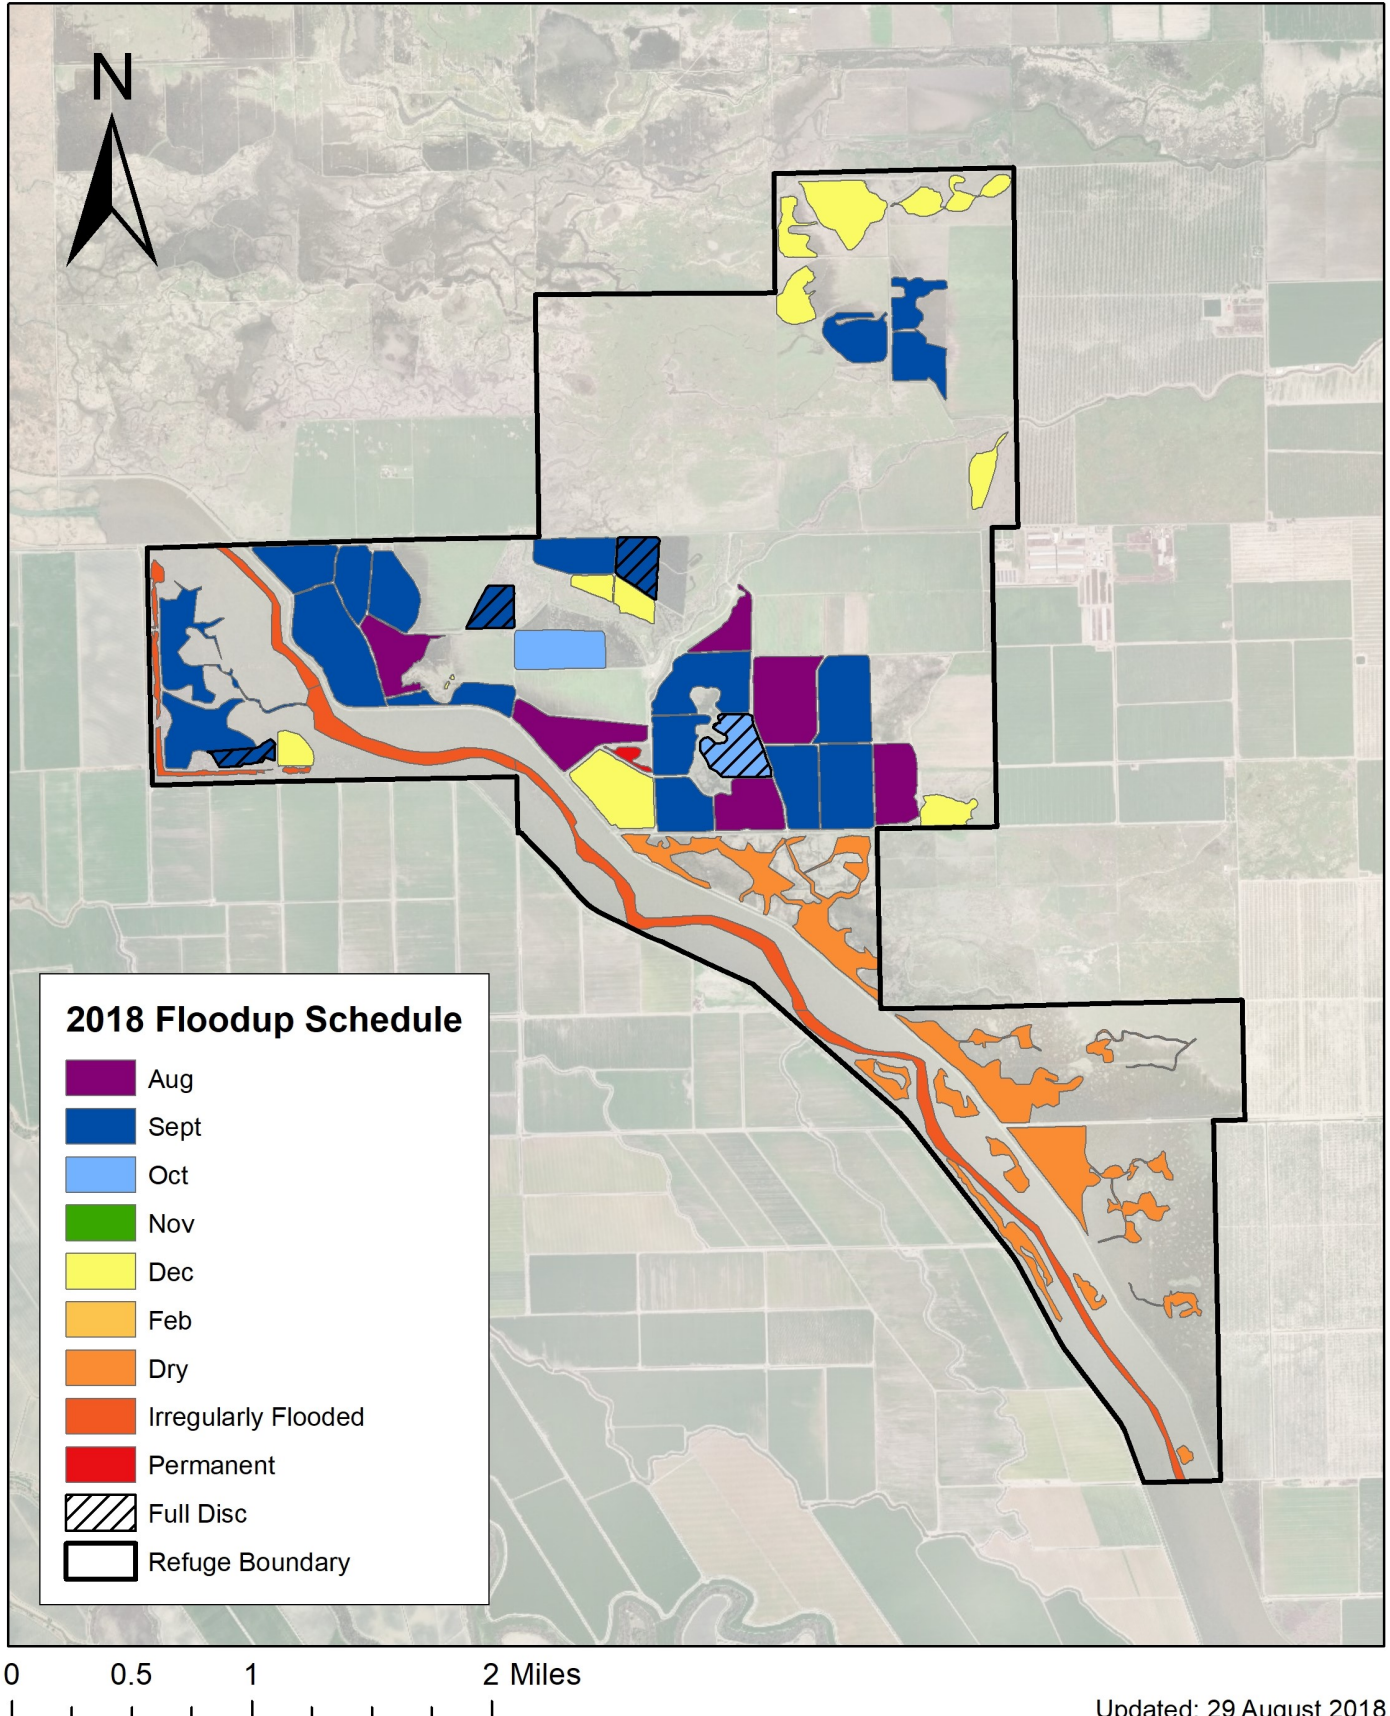 N
2018 Floodup Schedule
Aug
Sept
Oct
Nov
Dec
Feb
Dry
Irregularly Flooded
Permanent
Full Disc
Refuge Boundary
0 0.5 1 2 Miles
Updated: 29 August 2018